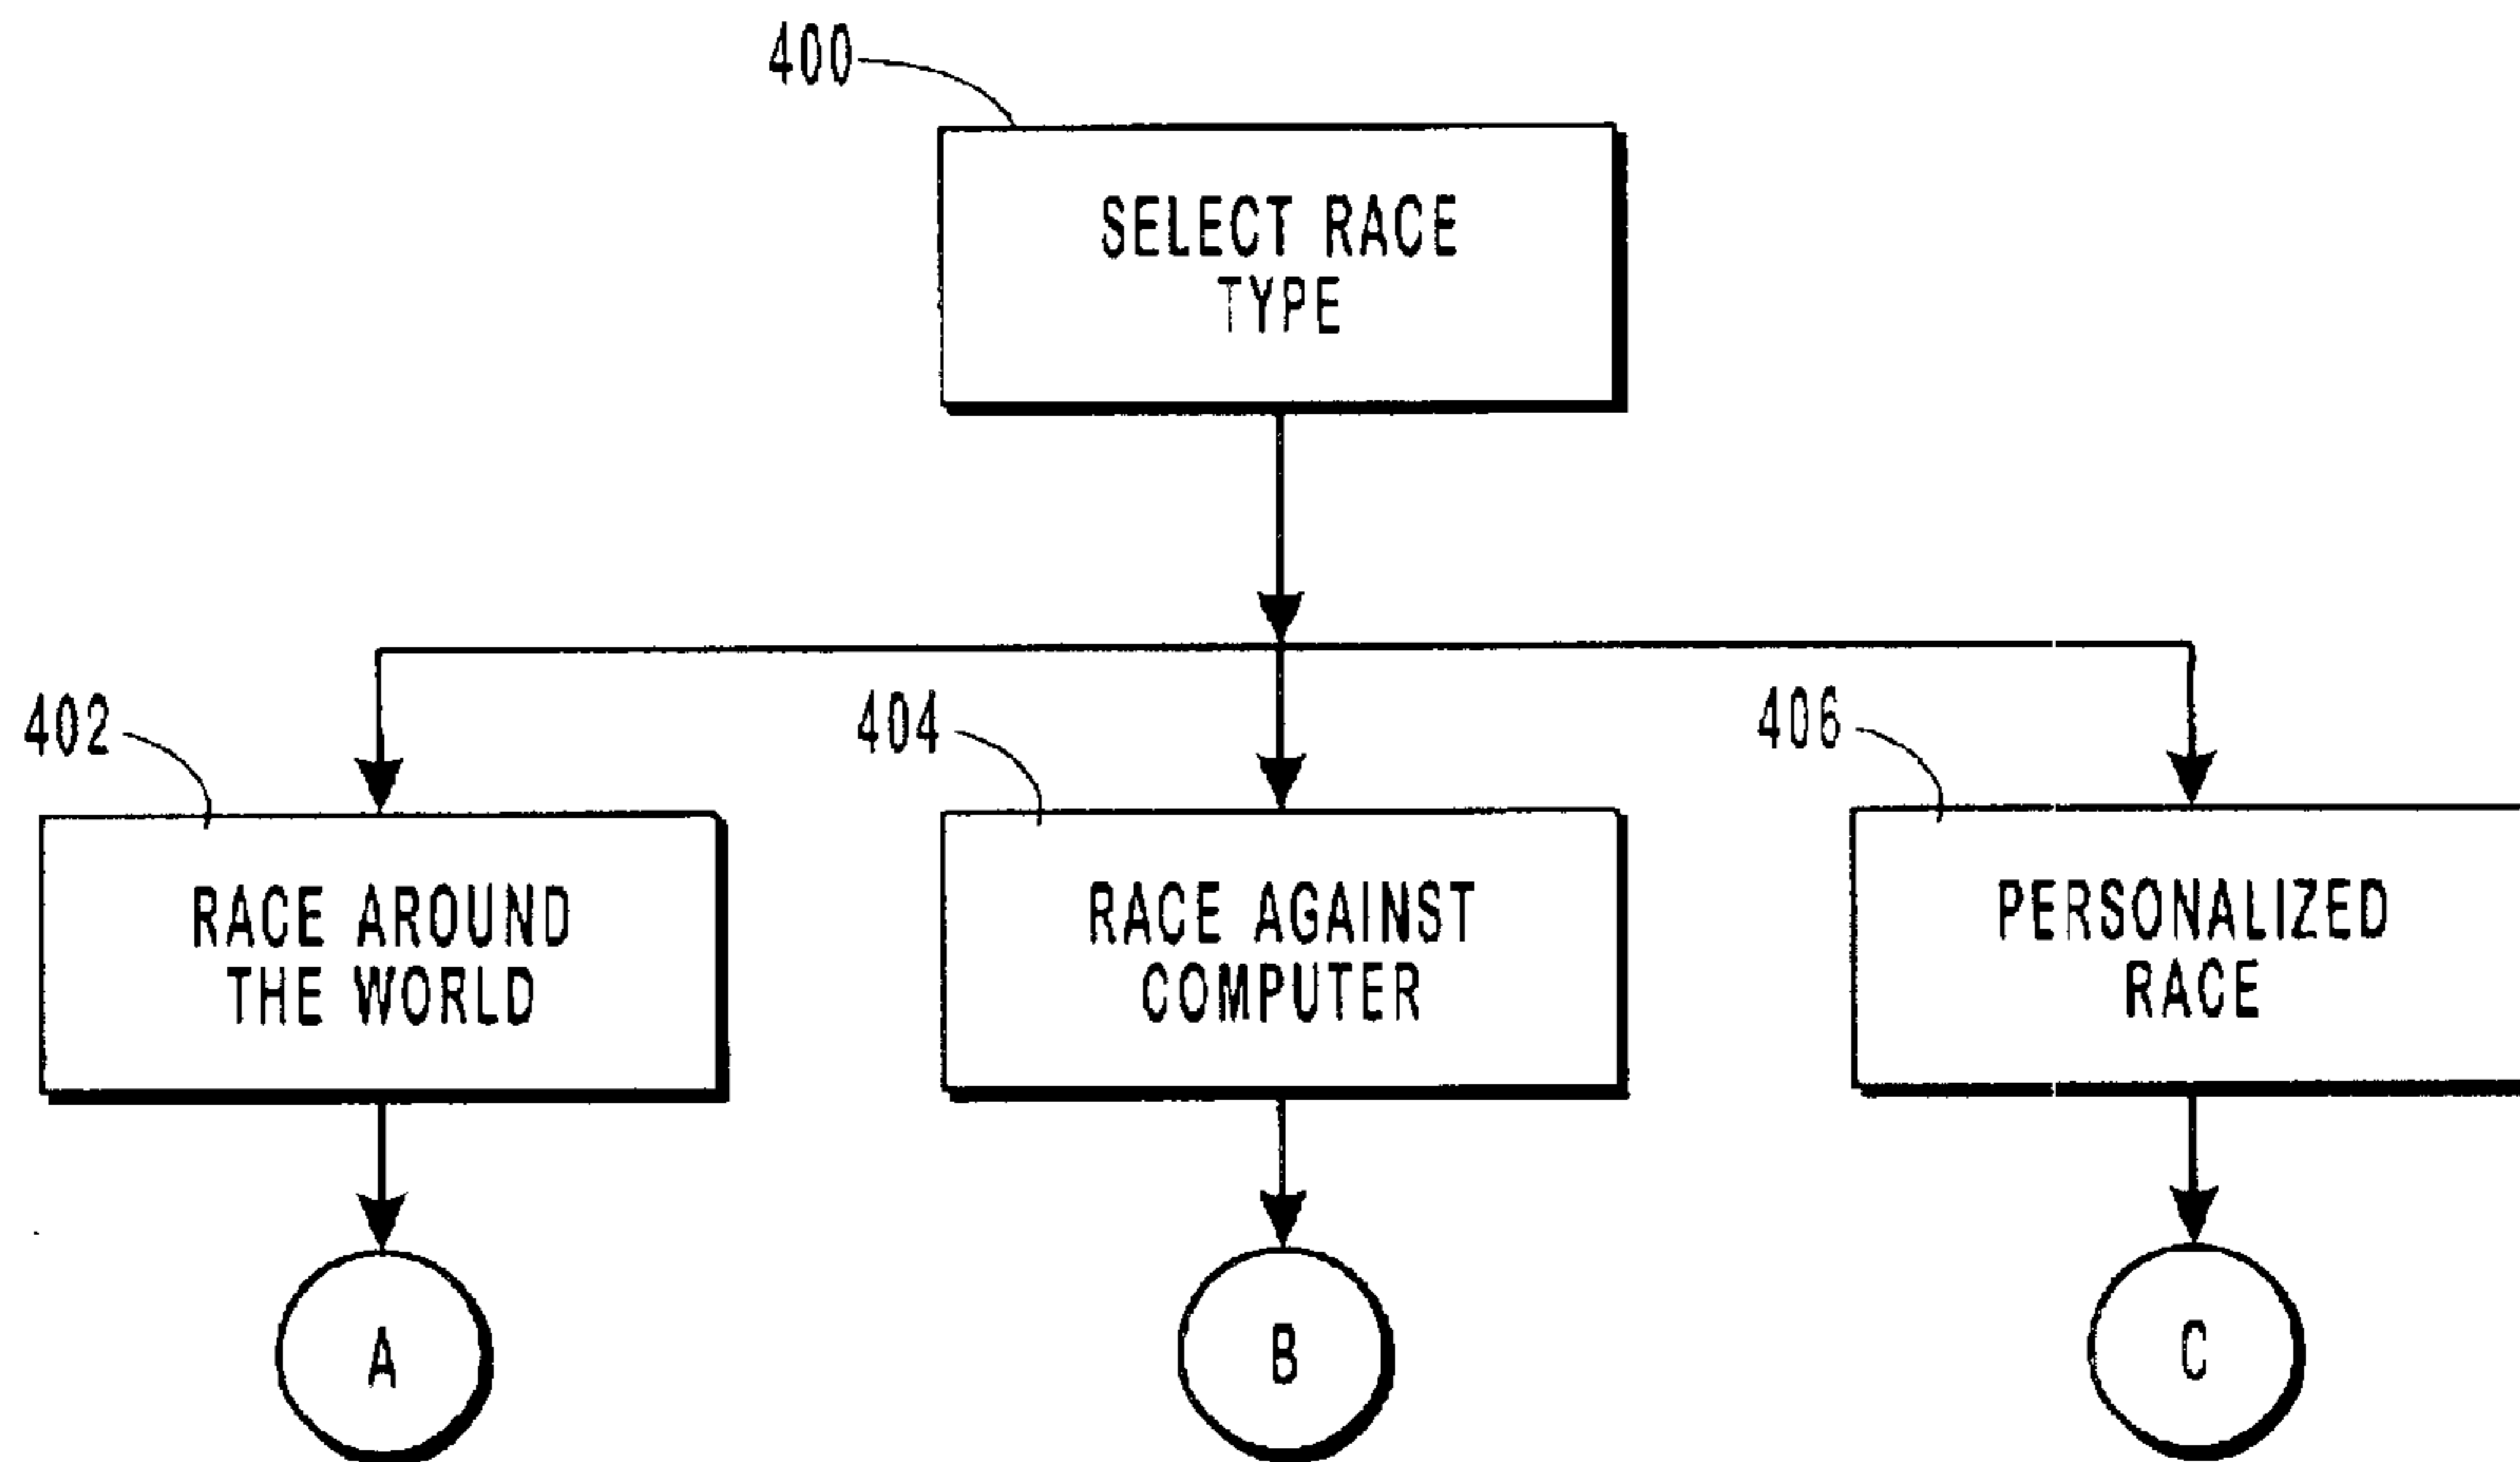 400
SELECT RACE
TYPE
402
404
406
RACE AROUND
THE WORLD
RACE AGAINST
COMPUTER
PERSONALIZED
RACE
A
B
C